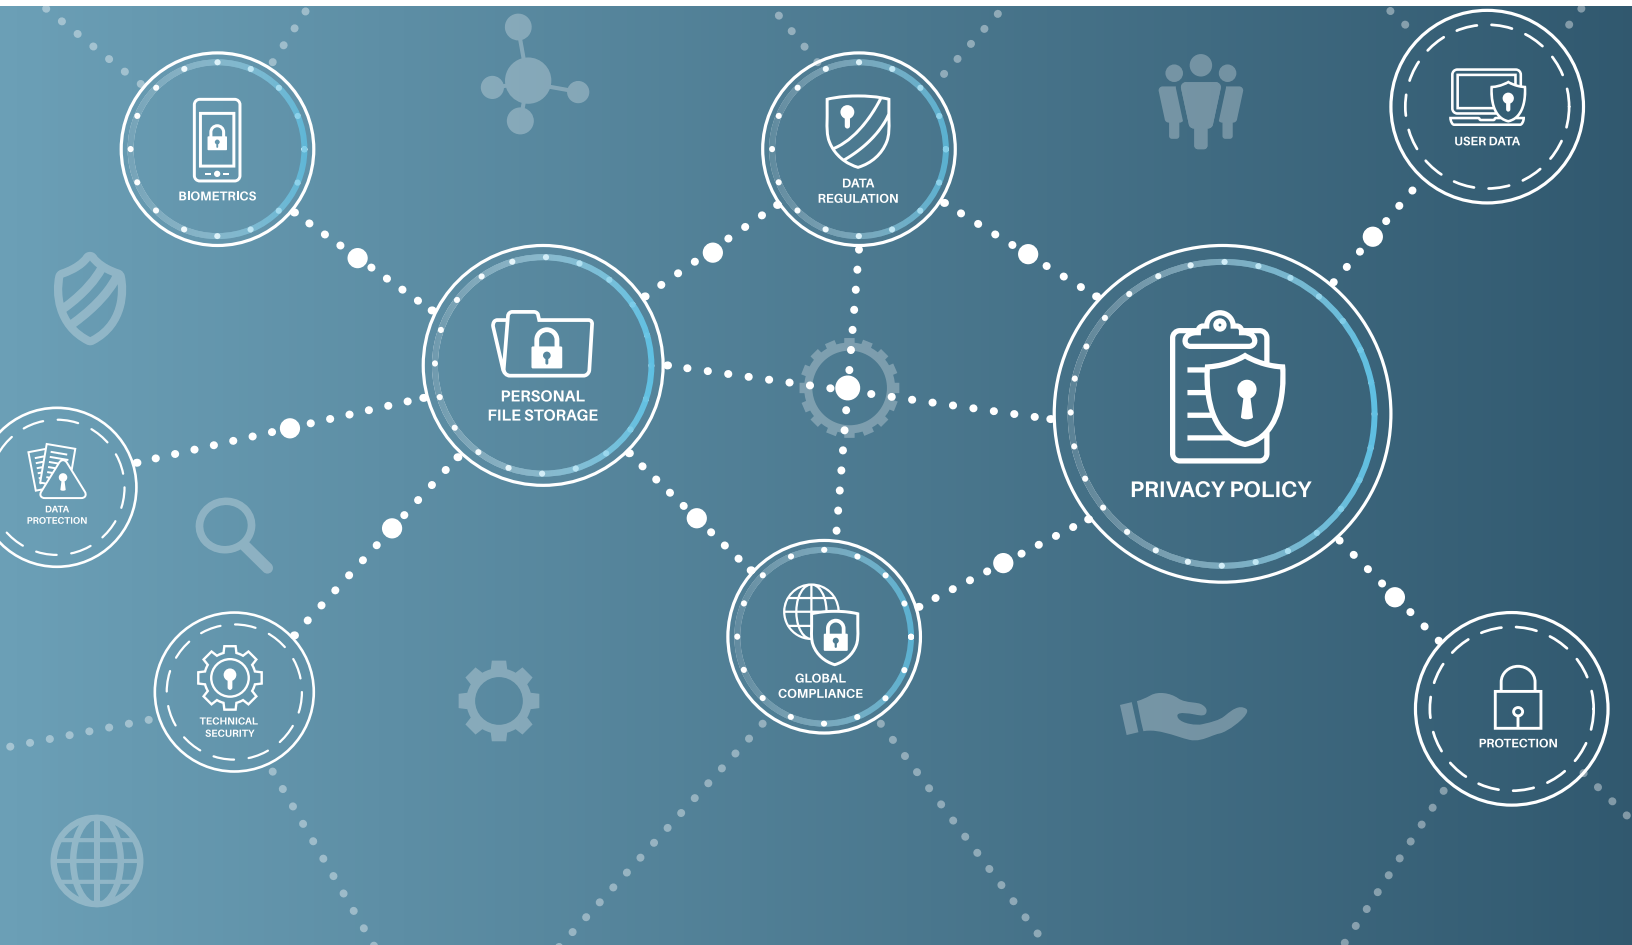 BIOMETRICS
DATA
REGULATION
USER DATA
PERSONAL
FILE STORAGE
PRIVACY POLICY
DATA
PROTECTION
GLOBAL
COMPLIANCE
TECHNICAL
SECURITY
PROTECTION